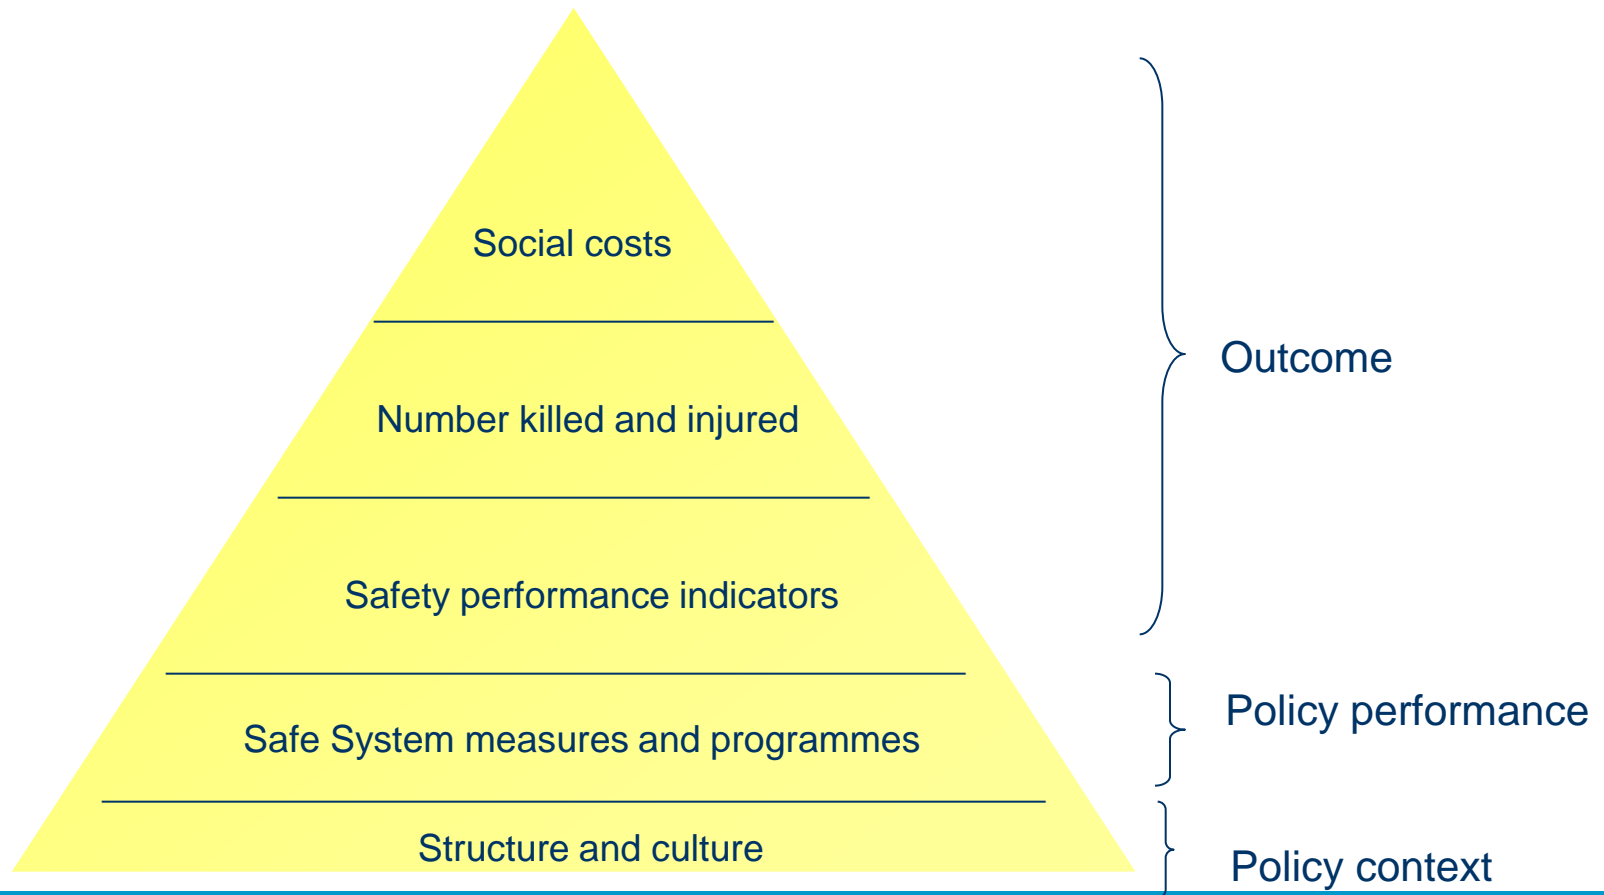 Social costs
Outcome
Number killed and injured
Safety performance indicators
Policy performance
Safe System measures and programmes
Structure and culture
Policy context